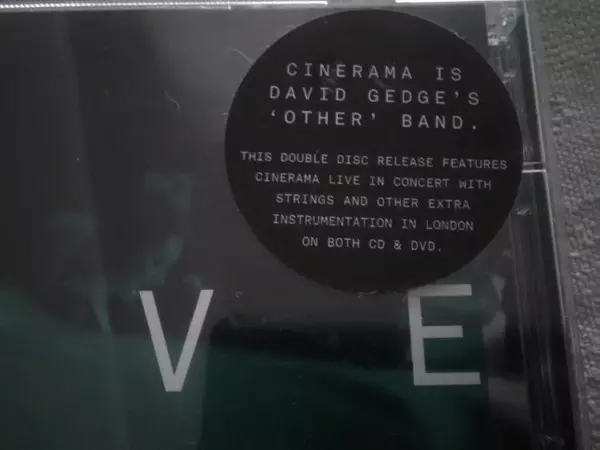 CINERAMA IS
DAVID GEDGE'S
'OTHER' BAND.
THIS DOUBLE DISC RELEASE FEATURES
CINERAMA LIVE IN CONCERT WITH
STRINGS AND OTHER EXTRA
INSTRUMENTATION IN LONDON
ON BOTH CD & DVD.
V E